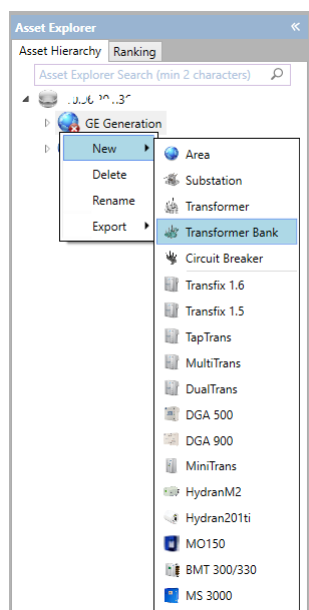 Asset Explorer
Asset Hierarchy Ranking
Asset Explorer Search (min 2 characters)
GE Generation
New
Delete
Rename
Export
Area
Substation
Transformer
Transformer Bank
Circuit Breaker
Transfix 1.6
Transfix 1.5
TapTrans
MultiTrans
DualTrans
DGA 500
DGA 900
MiniTrans
HydranM2
Hydran201ti
MO150
BMT 300/330
MS 3000